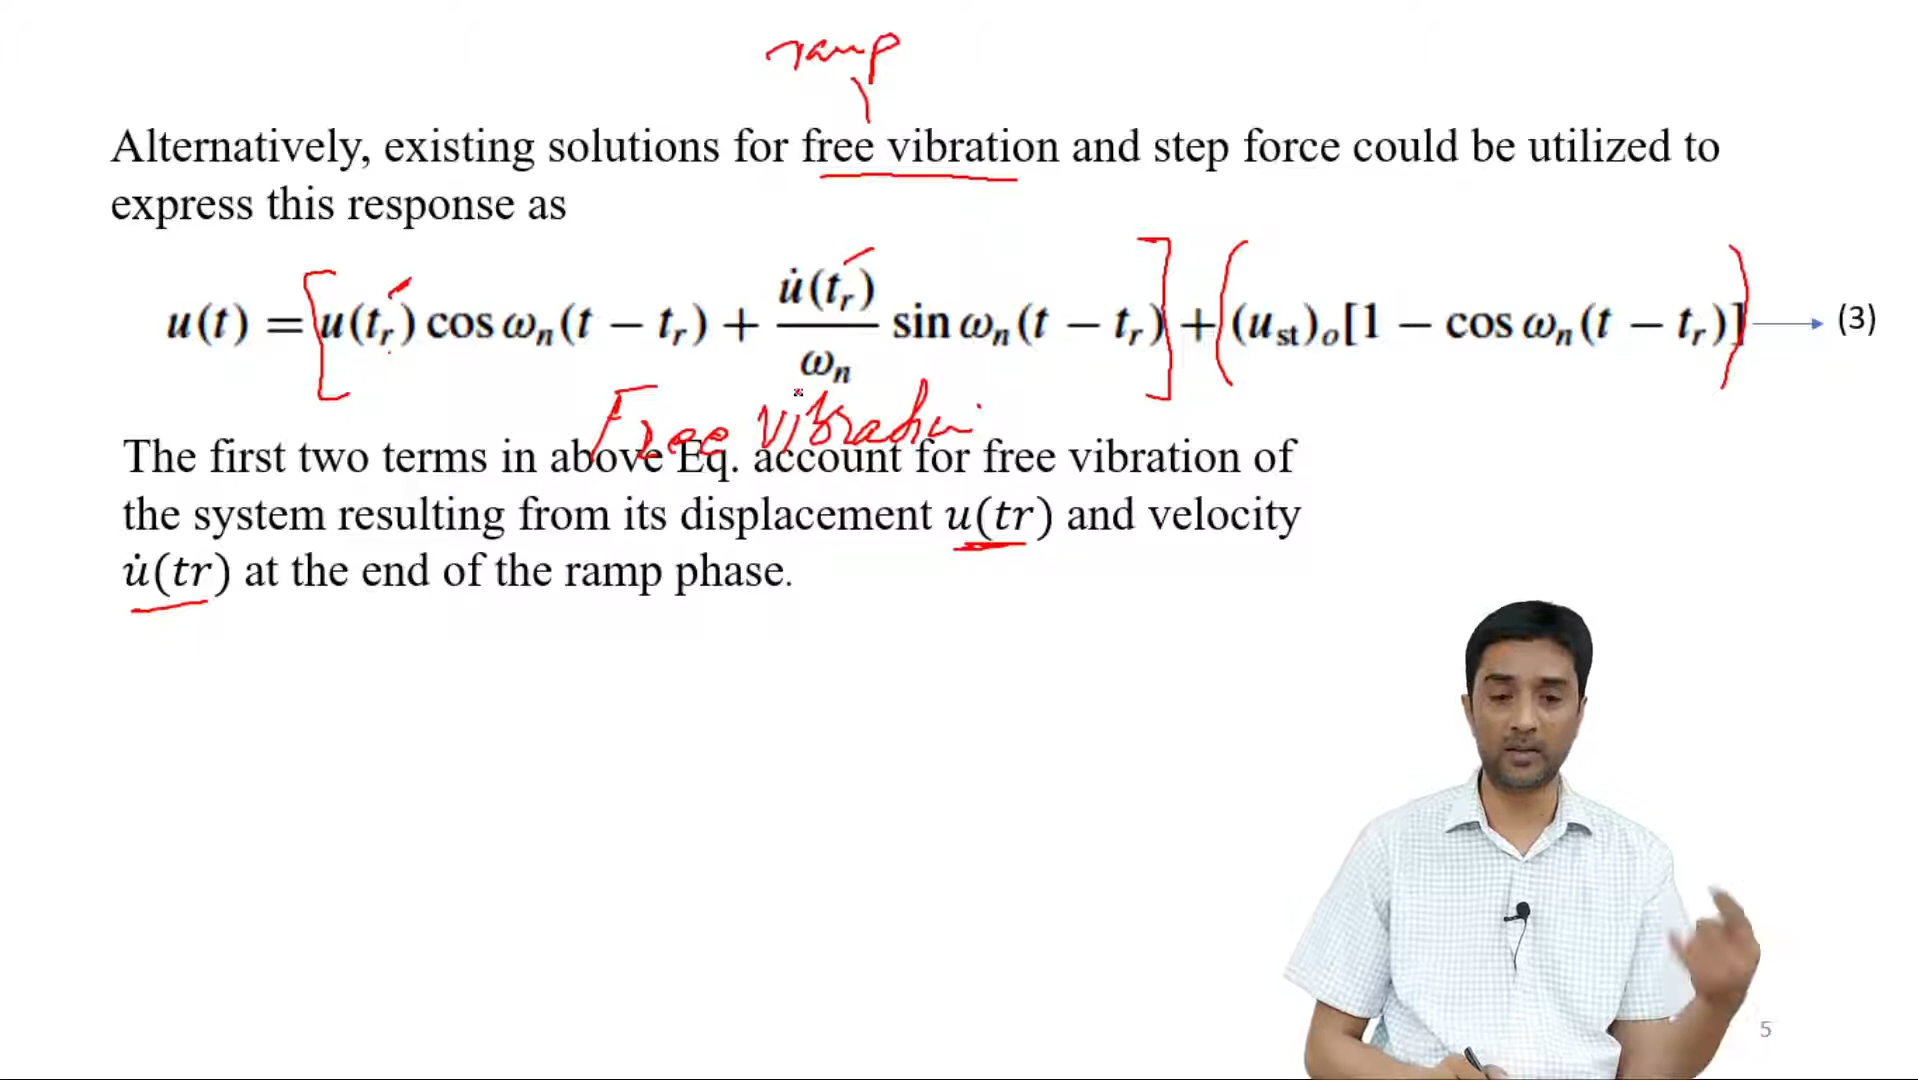 ramp
Alternatively, existing solutions for free vibration and step force could be utilized to
express this response as
u(t) = [u(t_r) cos ω_n(t − t_r) + \frac{u̇(t_r)}{ω_n} sin ω_n(t − t_r)] + ((u_st)_o[1 − cos ω_n(t − t_r)]) → (3)
Free Vibration
The first two terms in above Eq. account for free vibration of
the system resulting from its displacement u(tr) and velocity
u̇(tr) at the end of the ramp phase.
5